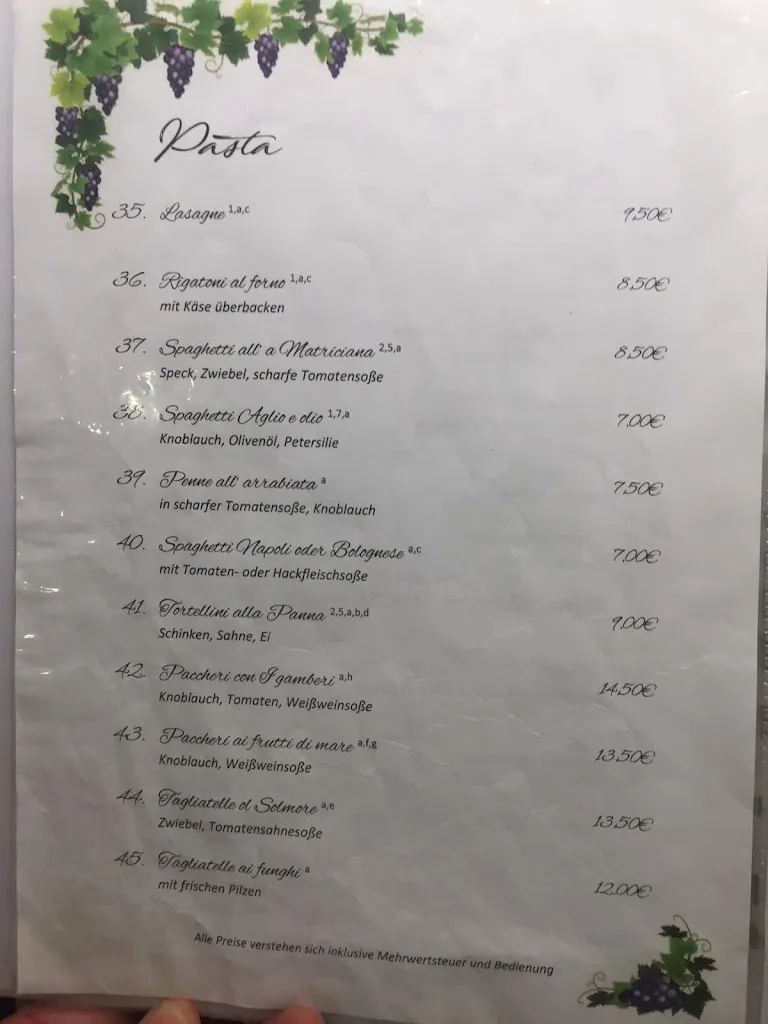 Pasta
35. Lasagne 1,a,c 9,50€
36. Rigatoni al forno 1,a,c 8,50€
mit Käse überbacken
37. Spaghetti all' a Matriciana 2,5,a 8,50€
Speck, Zwiebel, scharfe Tomatensoße
38. Spaghetti Aglio e olio 1,7,a 7,00€
Knoblauch, Olivenöl, Petersilie
39. Penne all' arrabiata a 7,50€
in scharfer Tomatensoße, Knoblauch
40. Spaghetti Napoli oder Bolognese a,c 7,00€
mit Tomaten- oder Hackfleischsoße
41. Tortellini alla Panna 2,5,a,b,d 9,00€
Schinken, Sahne, Ei
42. Paccheri con I gamberi a,h 14,50€
Knoblauch, Tomaten, Weißweinsoße
43. Paccheri ai frutti di mare a,f,g 13,50€
Knoblauch, Weißweinsoße
44. Tagliatelle ol Solmore a,e 13,50€
Zwiebel, Tomatensahnesoße
45. Tagliatelle ai funghi a 12,00€
mit frischen Pilzen
Alle Preise verstehen sich inklusive Mehrwertsteuer und Bedienung